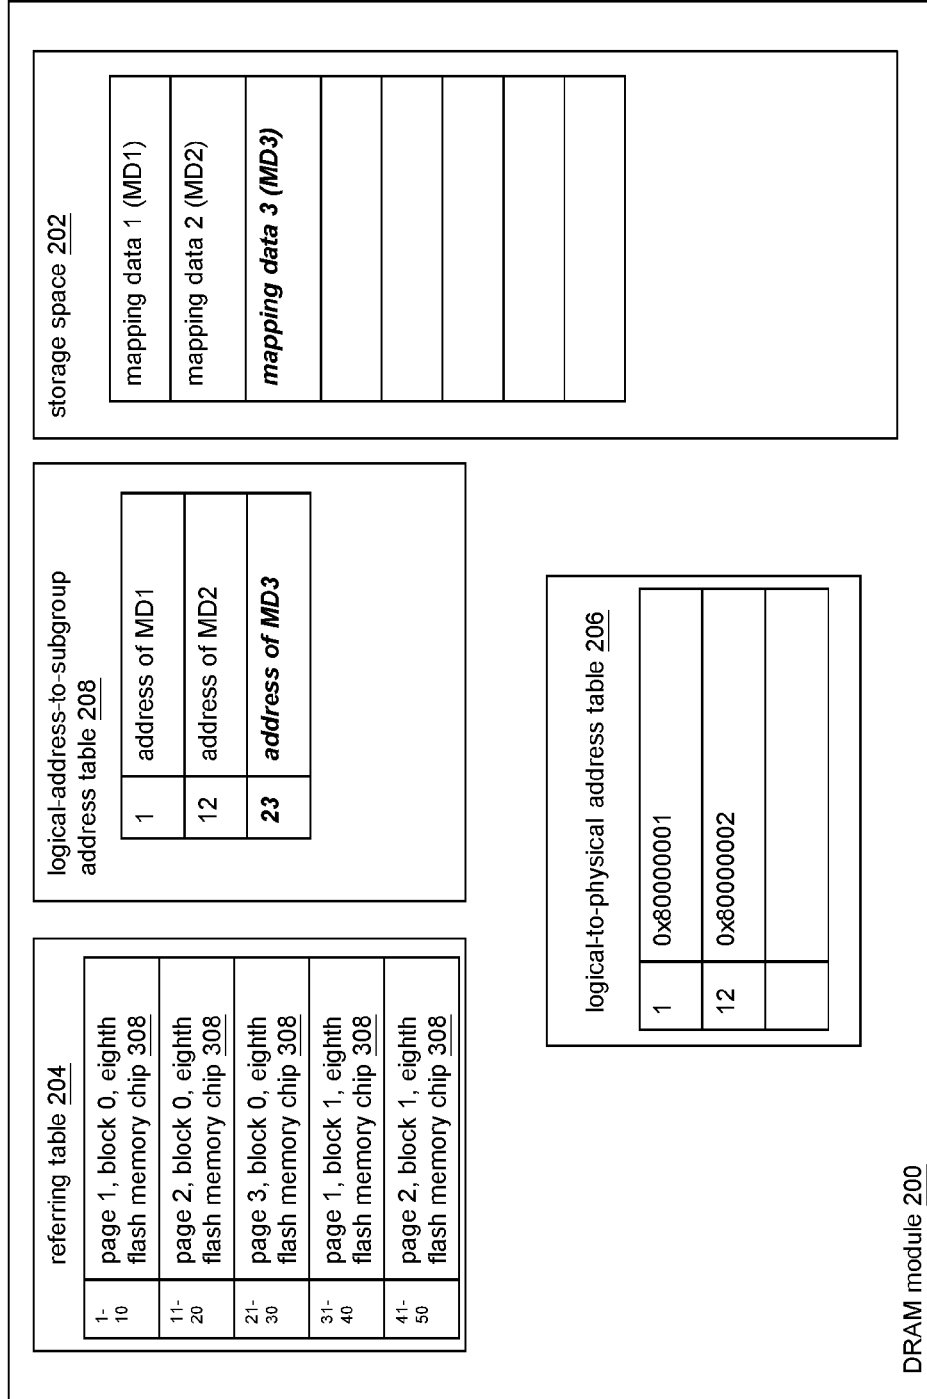 referring table 204
1-
10
page 1, block 0, eighth
flash memory chip 308
11-
20
page 2, block 0, eighth
flash memory chip 308
21-
30
page 3, block 0, eighth
flash memory chip 308
31-
40
page 1, block 1, eighth
flash memory chip 308
41-
50
page 2, block 1, eighth
flash memory chip 308
logical-address-to-subgroup
address table 208
1 address of MD1
12 address of MD2
23 address of MD3
storage space 202
mapping data 1 (MD1)
mapping data 2 (MD2)
mapping data 3 (MD3)
logical-to-physical address table 206
1 0x80000001
12 0x80000002
DRAM module 200